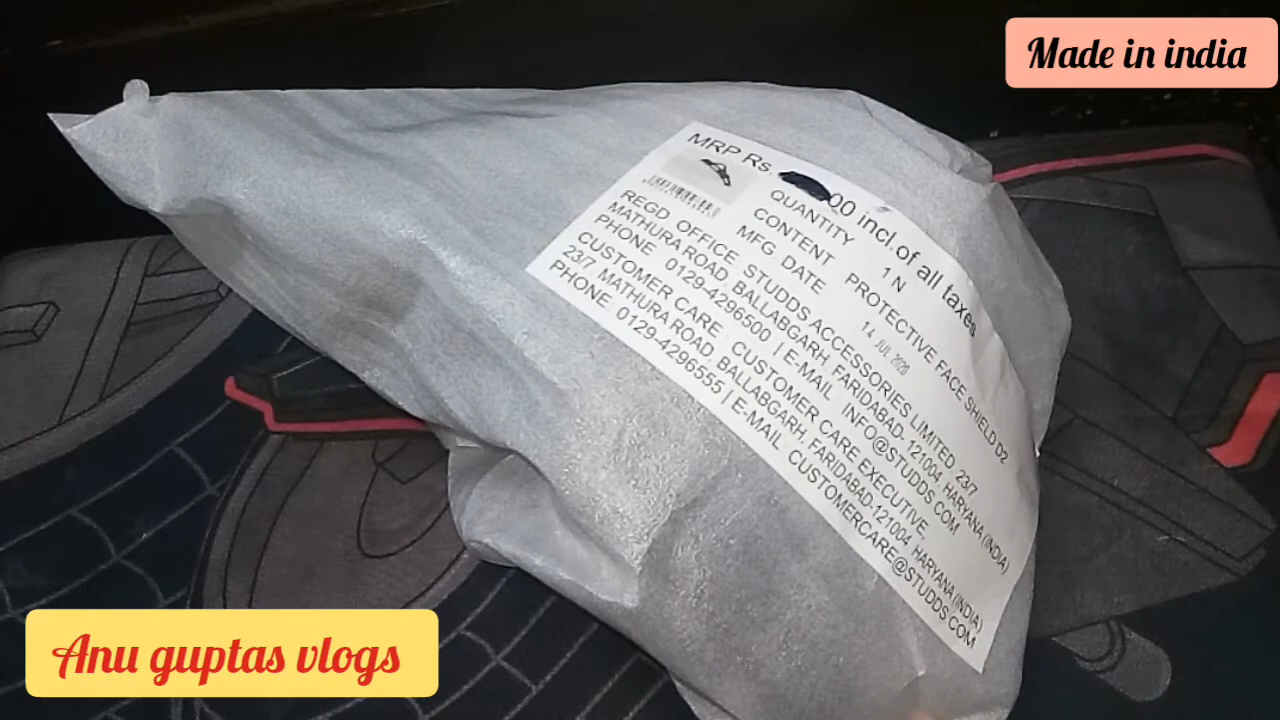 Made in india
MRP Rs. 00 incl.of all taxes
QUANTITY 1 N
CONTENT PROTECTIVE FACE SHIELD D2
MFG. DATE 14 JUL 2020
REGD OFFICE STUDDS ACCESSORIES LIMITED 23/7
MATHURA ROAD, BALLABGARH, FARIDABAD- 121004, HARYANA (INDIA)
PHONE 0129-4296500 | E-MAIL INFO@STUDDS.COM
CUSTOMER CARE CUSTOMER CARE EXECUTIVE,
23/7, MATHURA ROAD, BALLABGARH, FARIDABAD-121004, HARYANA (INDIA)
PHONE 0129-4296555 | E-MAIL CUSTOMERCARE@STUDDS.COM
Anu guptas vlogs